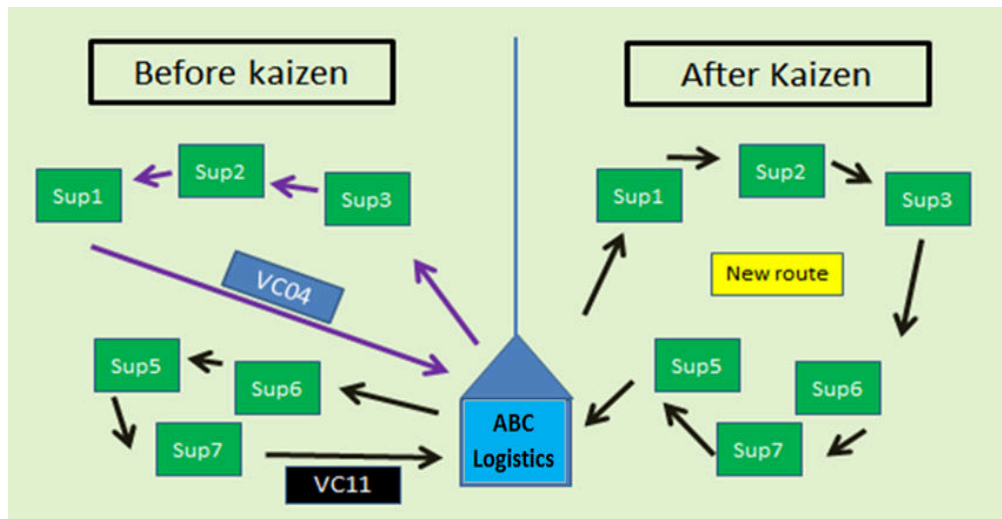 Before kaizen
After Kaizen
Sup1
Sup2
Sup3
VC04
Sup5
Sup6
Sup7
VC11
ABC
Logistics
Sup1
Sup2
Sup3
New route
Sup5
Sup6
Sup7